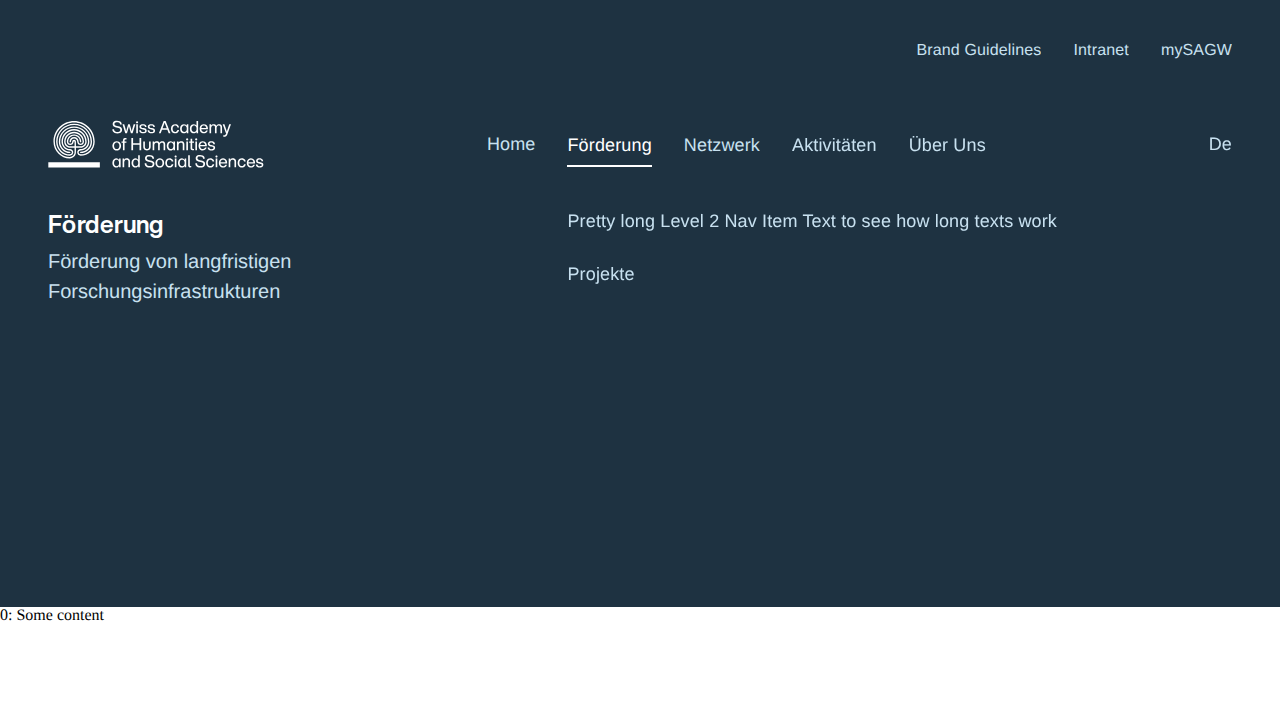 Brand Guidelines Intranet mySAGW
Swiss Academy
of Humanities
and Social Sciences
Home Förderung Netzwerk Aktivitäten Über Uns De
Förderung
Förderung von langfristigen
Forschungsinfrastrukturen
Pretty long Level 2 Nav Item Text to see how long texts work
Projekte
0: Some content